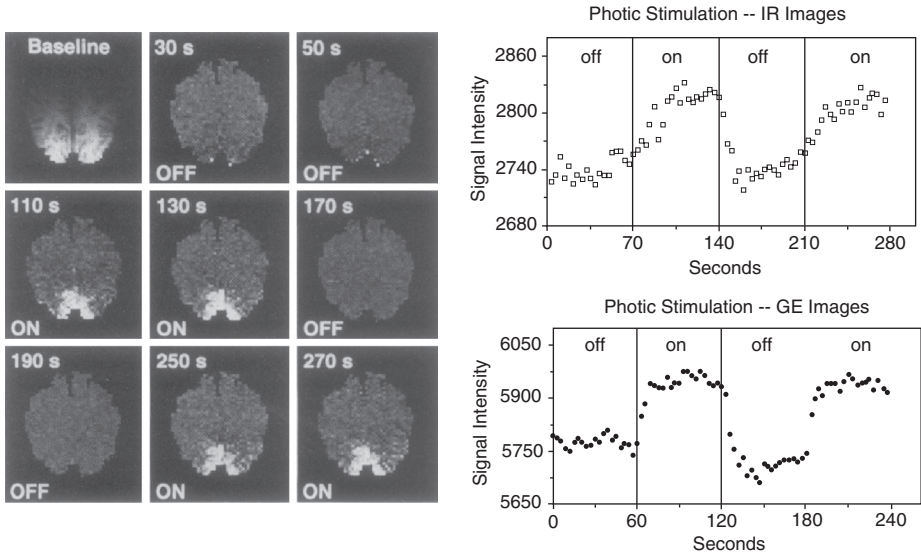 Baseline
30 s
OFF
50 s
OFF
110 s
ON
130 s
ON
170 s
OFF
190 s
OFF
250 s
ON
270 s
ON
Photic Stimulation -- IR Images
off on off on
2860
2800
2740
2680
Signal Intensity
0 70 140 210 280
Seconds
Photic Stimulation -- GE Images
off on off on
6050
5900
5750
5650
Signal Intensity
0 60 120 180 240
Seconds